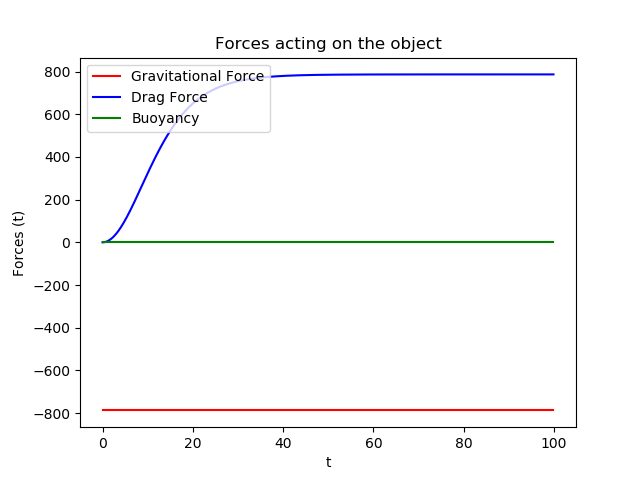 Forces acting on the object
Gravitational Force
Drag Force
Buoyancy
800
600
400
200
0
−200
−400
−600
−800
Forces (t)
0 20 40 60 80 100
t